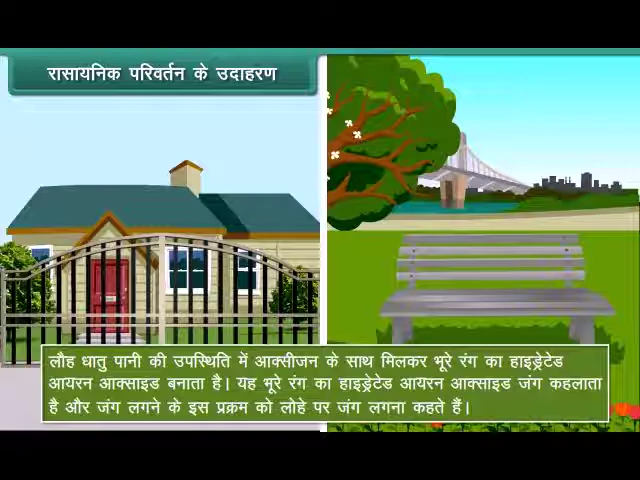 रासायनिक परिवर्तन के उदाहरण
लौह धातु पानी की उपस्थिति में आक्सीजन के साथ मिलकर भूरे रंग का हाइड्रेटेड
आयरन आक्साइड बनाता है। यह भूरे रंग का हाइड्रेटेड आयरन आक्साइड जंग कहलाता
है और जंग लगने के इस प्रक्रम को लोहे पर जंग लगना कहते हैं।